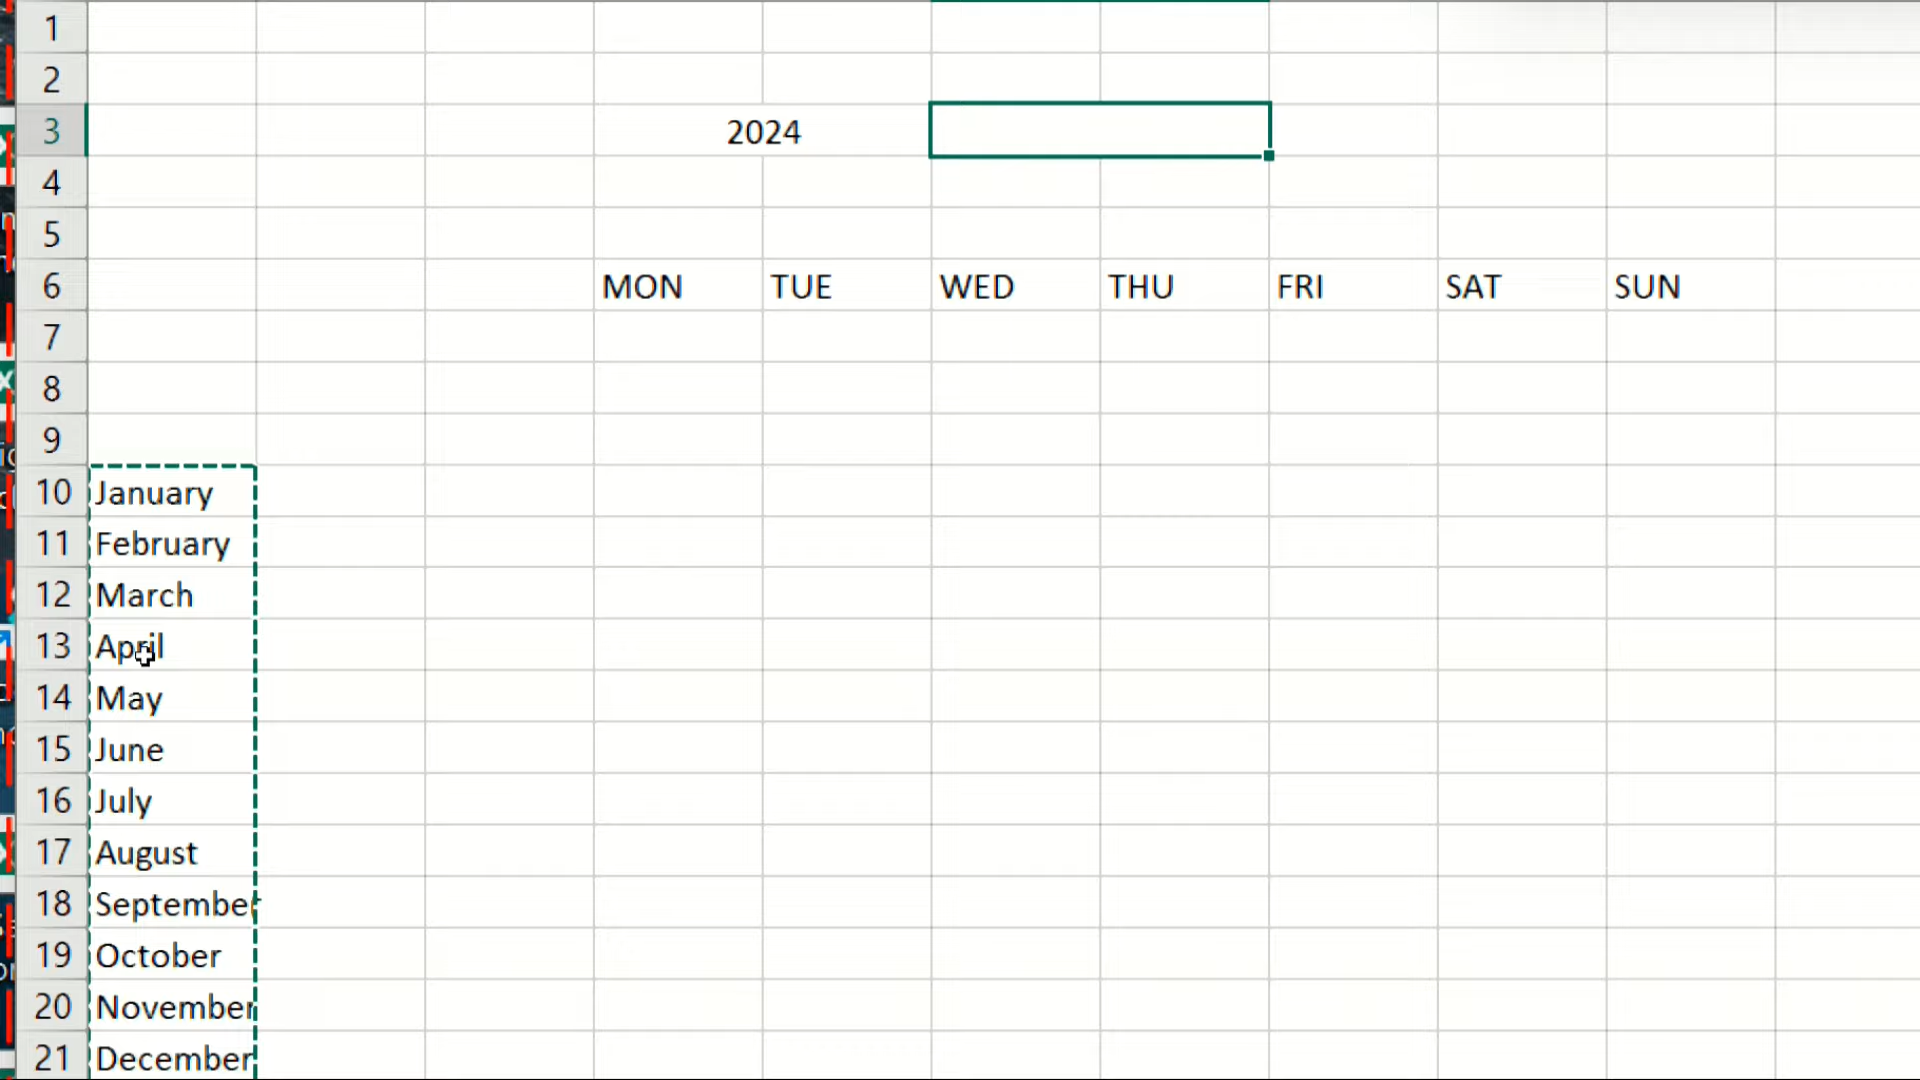 1
2
3 2024
4
5
6 MON TUE WED THU FRI SAT SUN
7
8
9
10 January
11 February
12 March
13 April
14 May
15 June
16 July
17 August
18 September
19 October
20 November
21 December